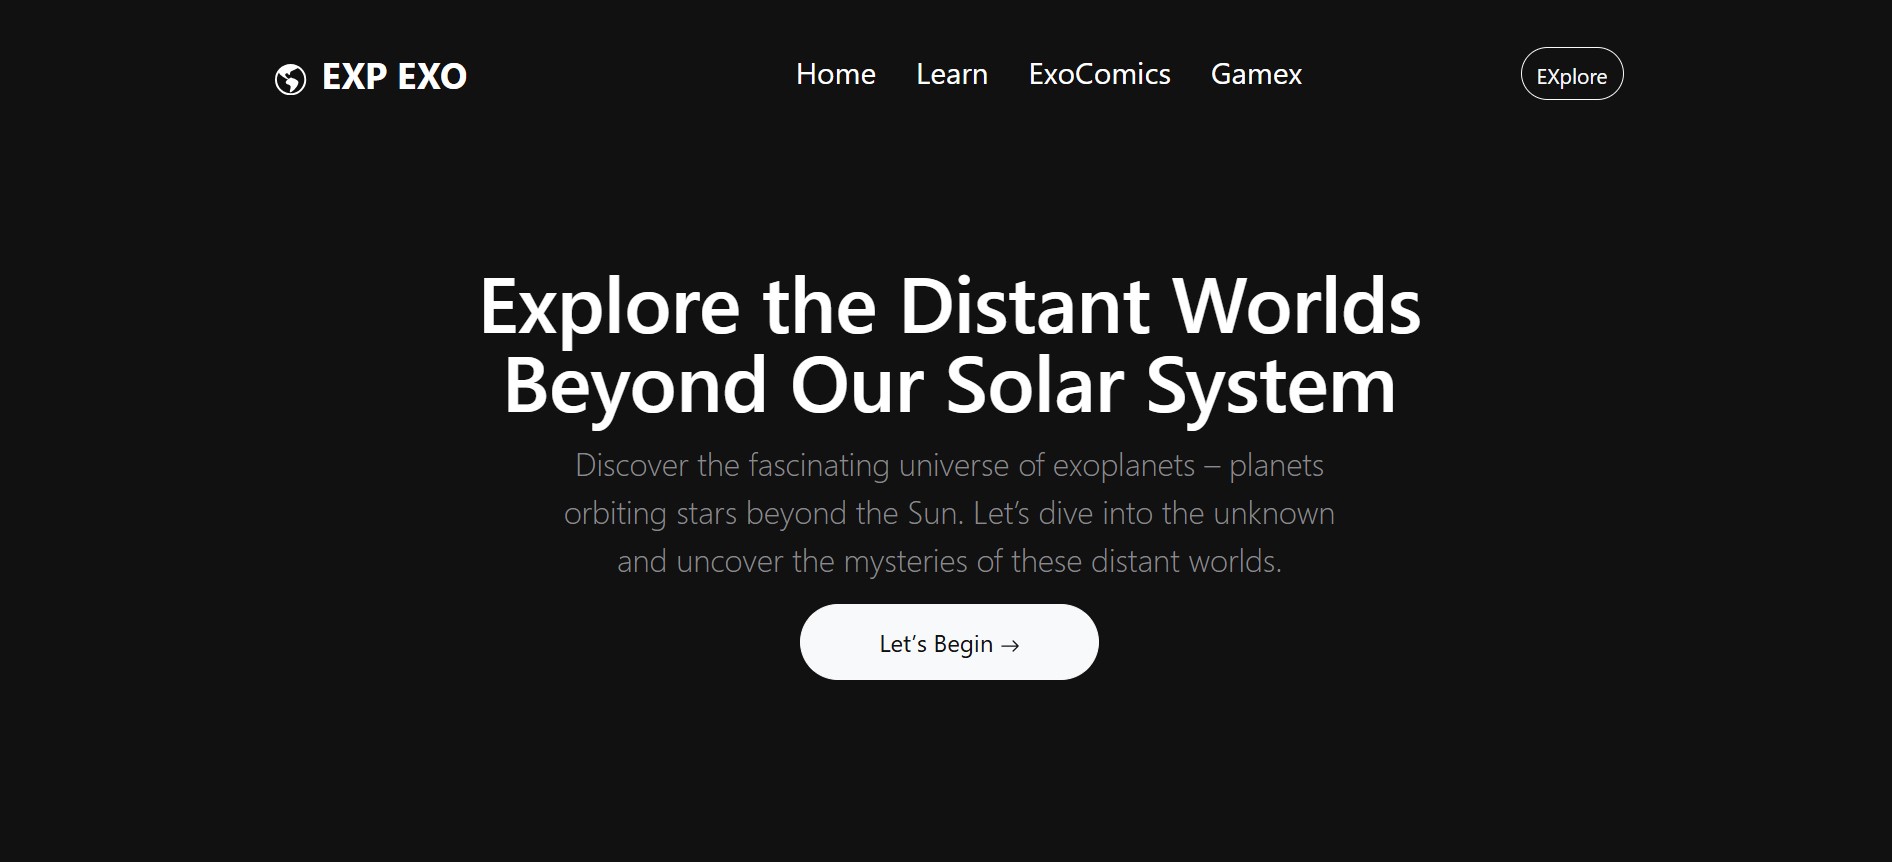 EXP EXO
Home Learn ExoComics Gamex
EXplore
Explore the Distant Worlds
Beyond Our Solar System
Discover the fascinating universe of exoplanets – planets
orbiting stars beyond the Sun. Let’s dive into the unknown
and uncover the mysteries of these distant worlds.
Let’s Begin →